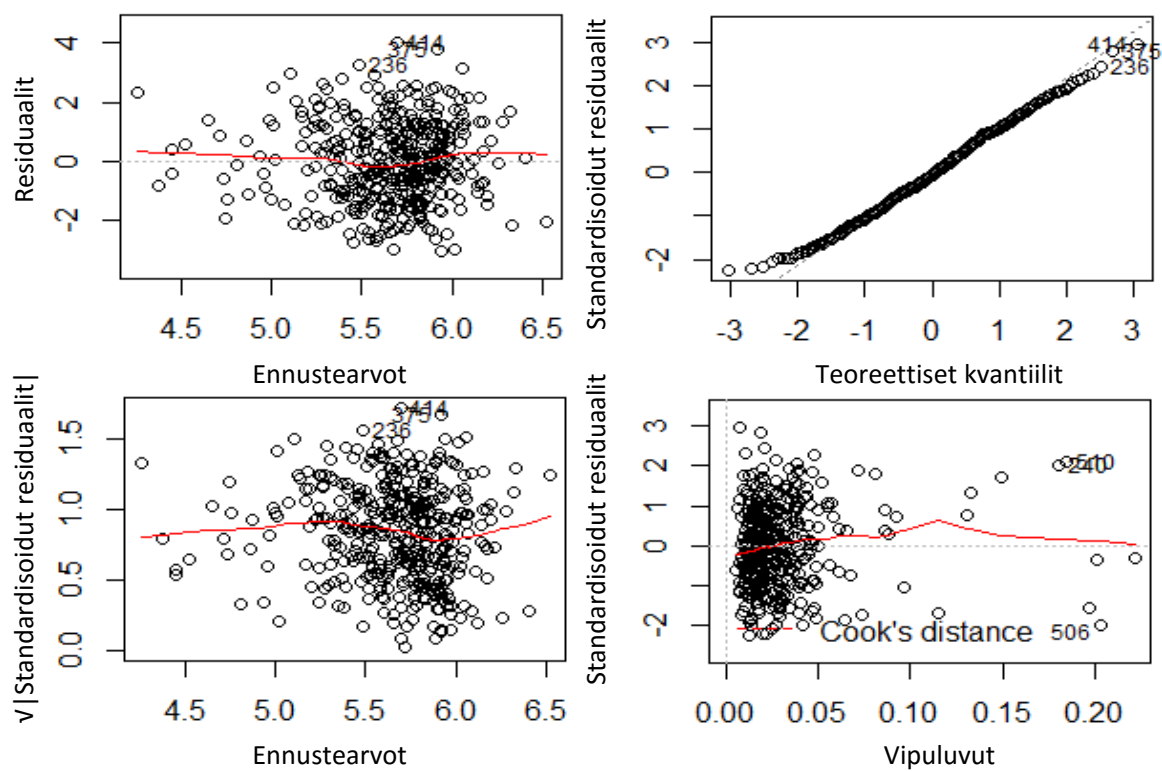 Residuaalit
4
2
0
-2
414
375
236
4.5 5.0 5.5 6.0 6.5
Ennustearvot
Standardisoidut residuaalit
3
2
1
0
-2
414
375
236
-3 -2 -1 0 1 2 3
Teoreettiset kvantiilit
√|Standardisoidut residuaalit|
1.5
1.0
0.5
0.0
414
375
236
4.5 5.0 5.5 6.0 6.5
Ennustearvot
Standardisoidut residuaalit
3
2
1
0
-2
510
240
Cook's distance
506
0.00 0.05 0.10 0.15 0.20
Vipuluvut